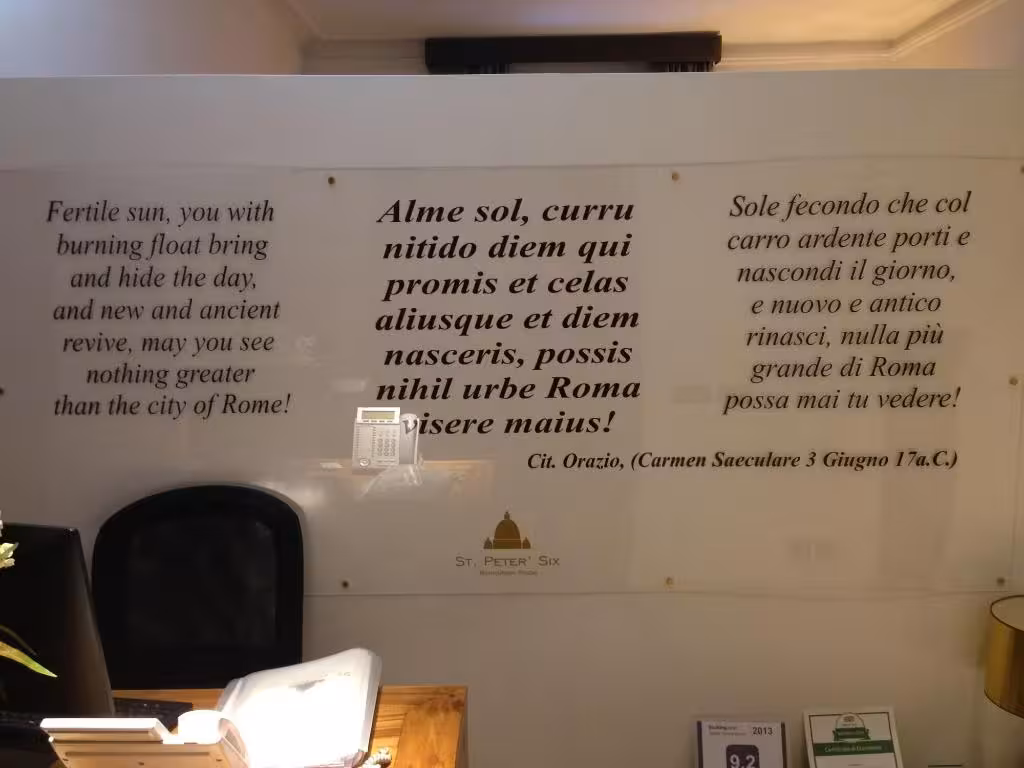 Fertile sun, you with
burning float bring
and hide the day,
and new and ancient
revive, may you see
nothing greater
than the city of Rome!
Alme sol, curru
nitido diem qui
promis et celas
aliusque et diem
nasceris, possis
nihil urbe Roma
visere maius!
Sole fecondo che col
carro ardente porti e
nascondi il giorno,
e nuovo e antico
rinasci, nulla più
grande di Roma
possa mai tu vedere!
Cit. Orazio, (Carmen Saeculare 3 Giugno 17a.C.)
St. Peter' Six
2013
9.2